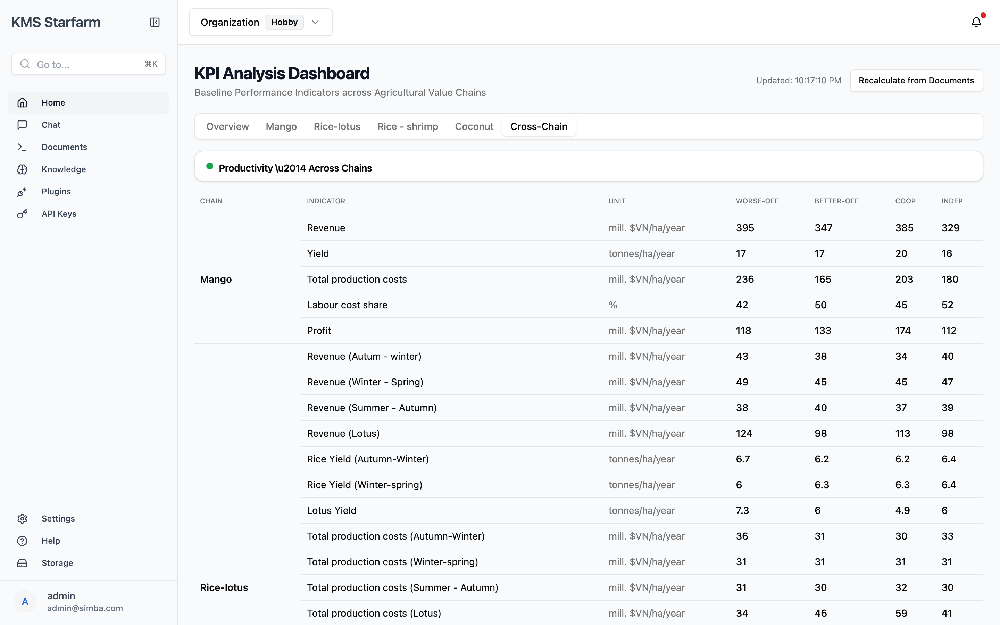 KMS Starfarm
Go to... ⌘K
Home
Chat
Documents
Knowledge
Plugins
API Keys
Settings
Help
Storage
A
admin
admin@simba.com
Organization Hobby
KPI Analysis Dashboard
Baseline Performance Indicators across Agricultural Value Chains
Updated: 10:17:10 PM Recalculate from Documents
Overview Mango Rice-lotus Rice - shrimp Coconut Cross-Chain
Productivity \u2014 Across Chains
CHAIN INDICATOR UNIT WORSE-OFF BETTER-OFF COOP INDEP
Revenue mill. $VN/ha/year 395 347 385 329
Yield tonnes/ha/year 17 17 20 16
Mango Total production costs mill. $VN/ha/year 236 165 203 180
Labour cost share % 42 50 45 52
Profit mill. $VN/ha/year 118 133 174 112
Revenue (Autum - winter) mill. $VN/ha/year 43 38 34 40
Revenue (Winter - Spring) mill. $VN/ha/year 49 45 45 47
Revenue (Summer - Autumn) mill. $VN/ha/year 38 40 37 39
Revenue (Lotus) mill. $VN/ha/year 124 98 113 98
Rice Yield (Autumn-Winter) tonnes/ha/year 6.7 6.2 6.2 6.4
Rice Yield (Winter-spring) tonnes/ha/year 6 6.3 6.3 6.4
Lotus Yield tonnes/ha/year 7.3 6 4.9 6
Total production costs (Autumn-Winter) mill. $VN/ha/year 36 31 30 33
Total production costs (Winter-spring) mill. $VN/ha/year 31 31 31 31
Rice-lotus Total production costs (Summer - Autumn) mill. $VN/ha/year 31 30 32 30
Total production costs (Lotus) mill. $VN/ha/year 34 46 59 41